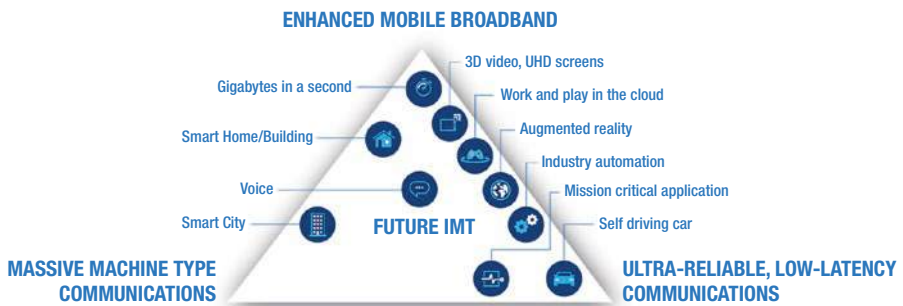 ENHANCED MOBILE BROADBAND
3D video, UHD screens
Gigabytes in a second
Work and play in the cloud
Smart Home/Building
Augmented reality
Industry automation
Voice
Mission critical application
Smart City
FUTURE IMT
Self driving car
MASSIVE MACHINE TYPE
COMMUNICATIONS
ULTRA-RELIABLE, LOW-LATENCY
COMMUNICATIONS